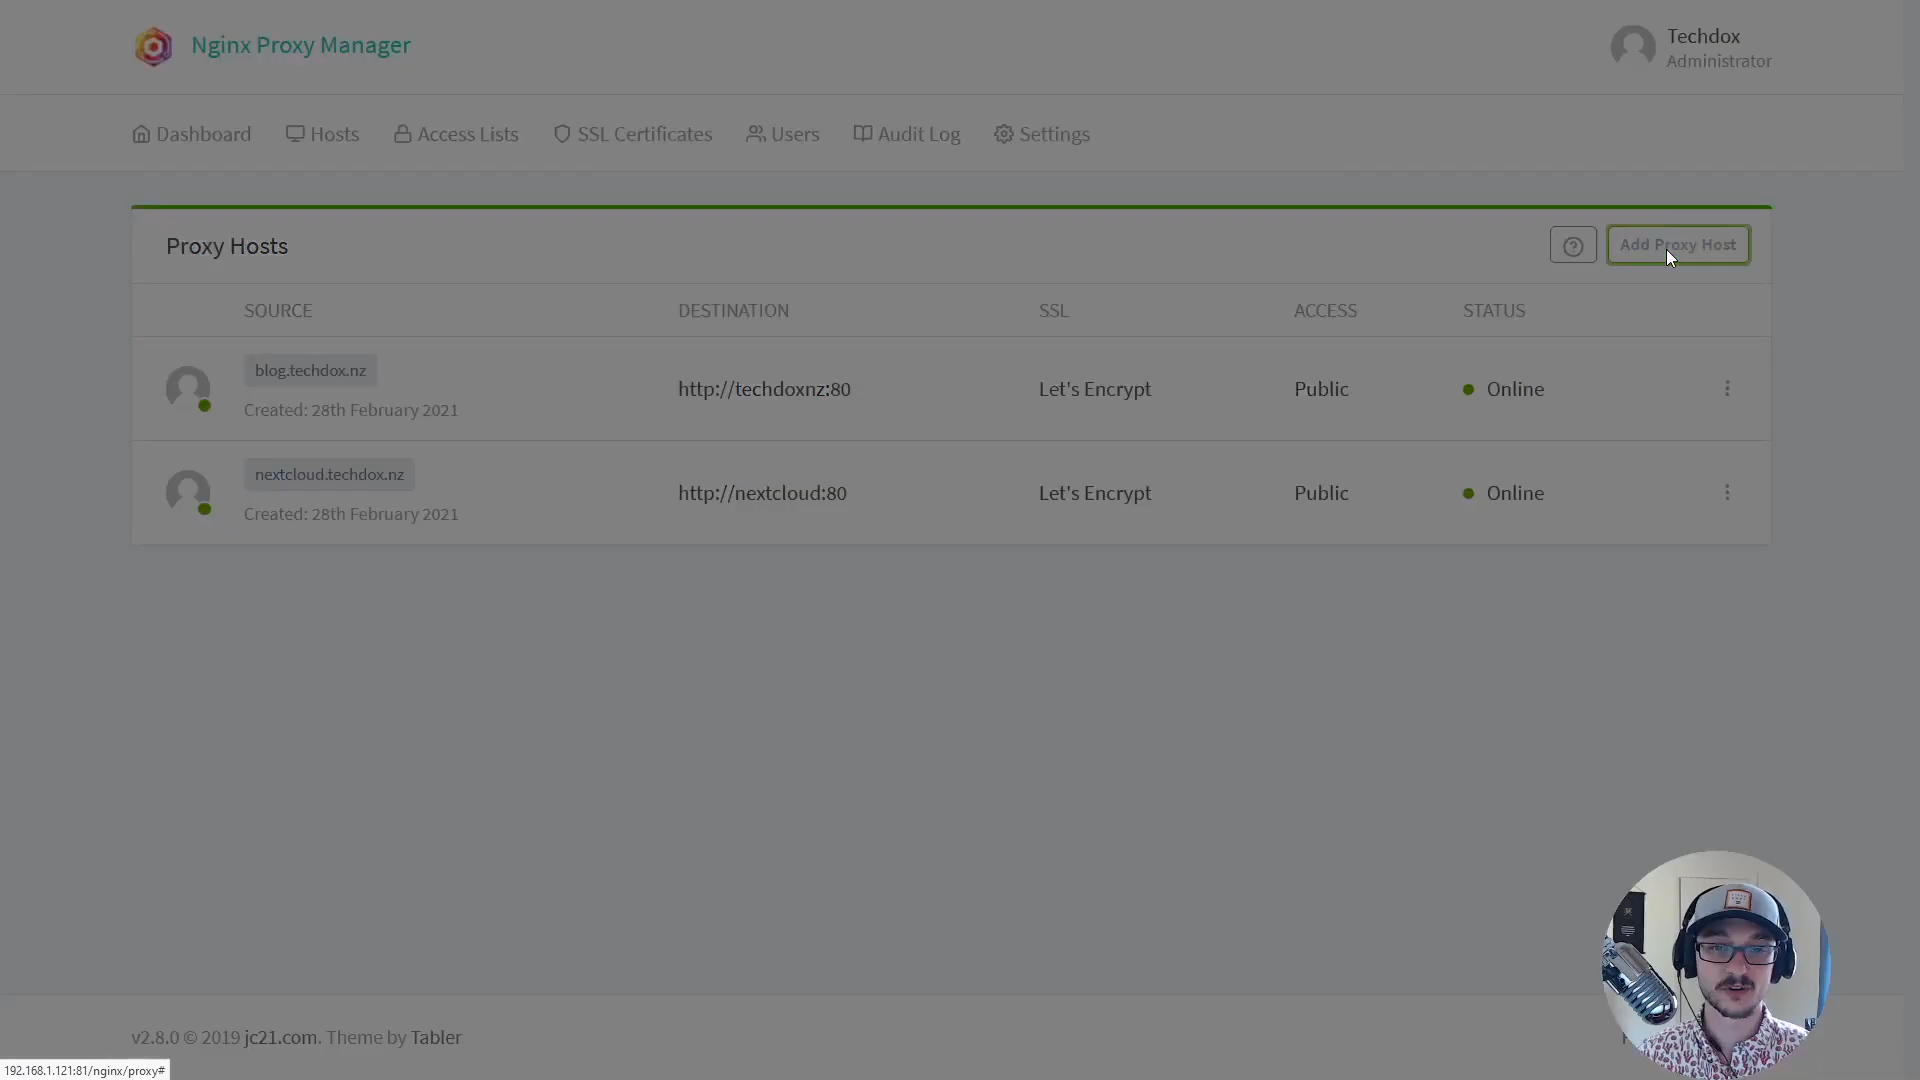 Nginx Proxy Manager
Techdox
Administrator
Dashboard Hosts Access Lists SSL Certificates Users Audit Log Settings
Proxy Hosts
Add Proxy Host
SOURCE DESTINATION SSL ACCESS STATUS
blog.techdox.nz
Created: 28th February 2021
http://techdoxnz:80 Let's Encrypt Public Online
nextcloud.techdox.nz
Created: 28th February 2021
http://nextcloud:80 Let's Encrypt Public Online
v2.8.0 © 2019 jc21.com. Theme by Tabler
192.168.1.121:81/nginx/proxy#